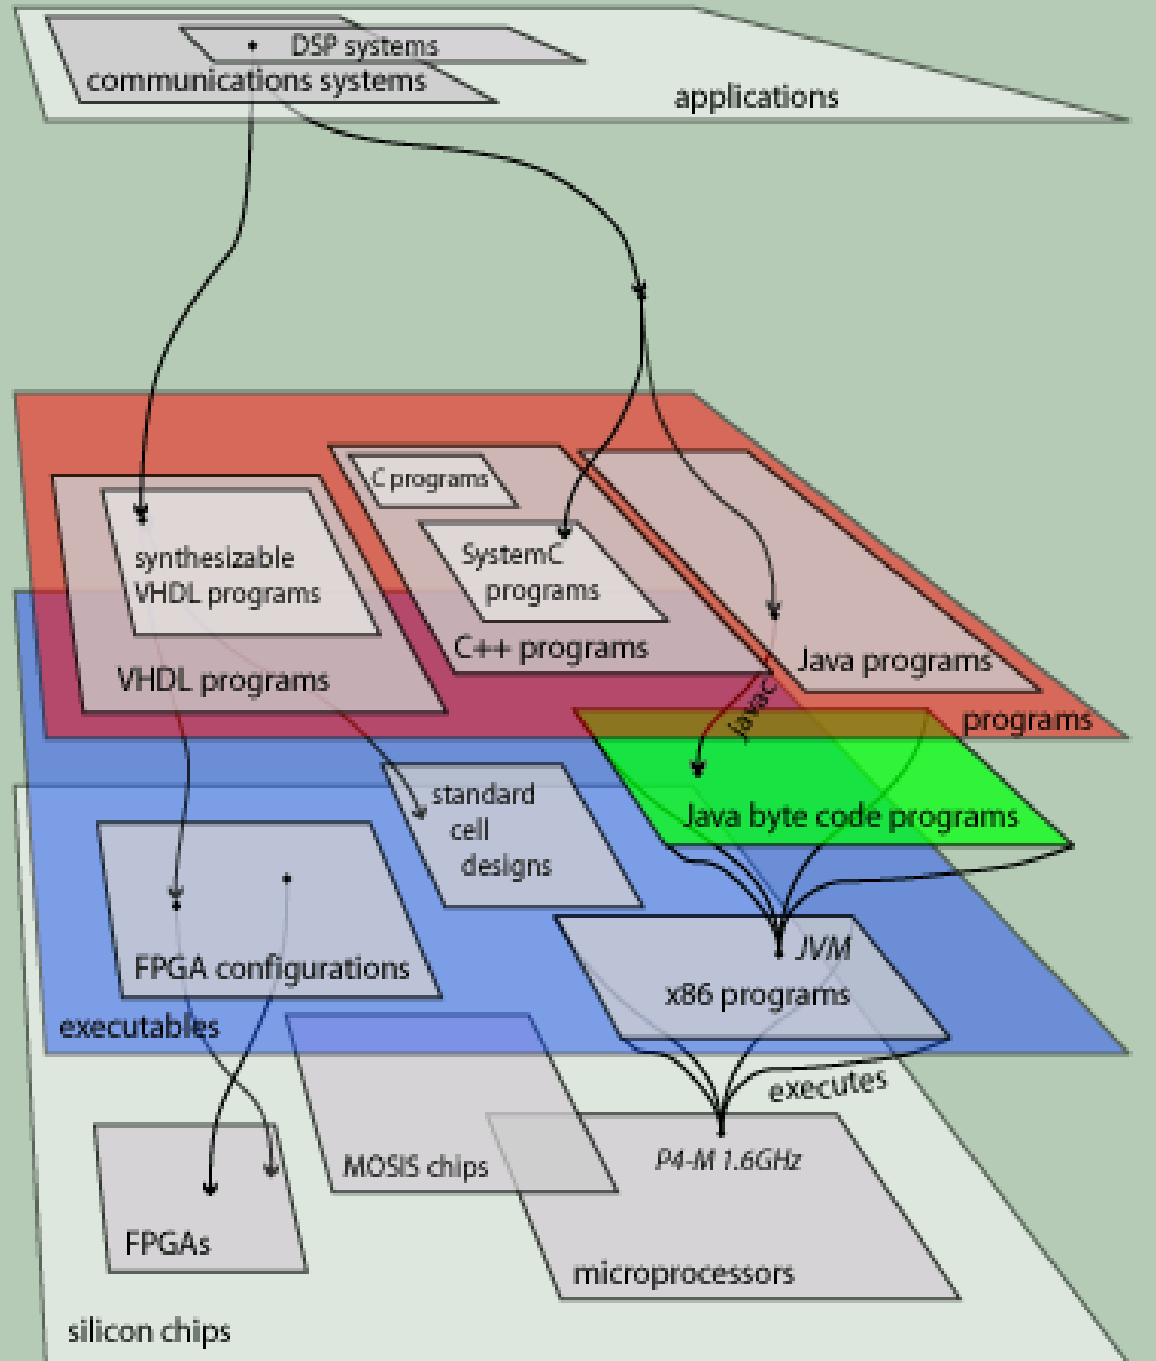 DSP systems
communications systems
applications
C programs
synthesizable
VHDL programs
SystemC
programs
C++ programs
Java programs
VHDL programs
javac
programs
standard
cell
designs
Java byte code programs
JVM
FPGA configurations
x86 programs
executables
executes
MOSIS chips
P4-M 1.6GHz
FPGAs
microprocessors
silicon chips